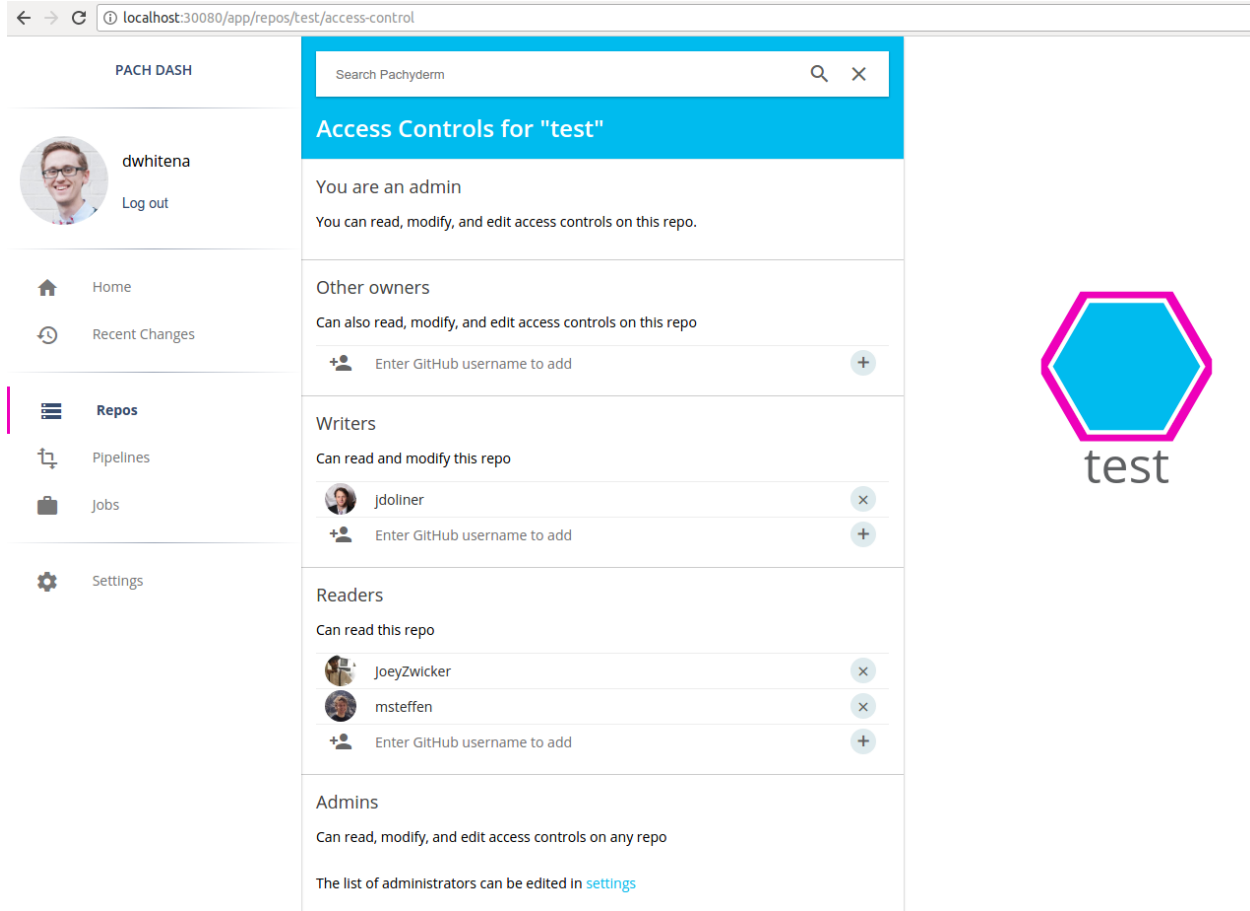 localhost:30080/app/repos/test/access-control
PACH DASH
dwhitena
Log out
Home
Recent Changes
Repos
Pipelines
Jobs
Settings
Search Pachyderm
Access Controls for "test"
You are an admin
You can read, modify, and edit access controls on this repo.
Other owners
Can also read, modify, and edit access controls on this repo
Enter GitHub username to add
Writers
Can read and modify this repo
jdoliner
Enter GitHub username to add
Readers
Can read this repo
JoeyZwicker
msteffen
Enter GitHub username to add
Admins
Can read, modify, and edit access controls on any repo
The list of administrators can be edited in settings
test